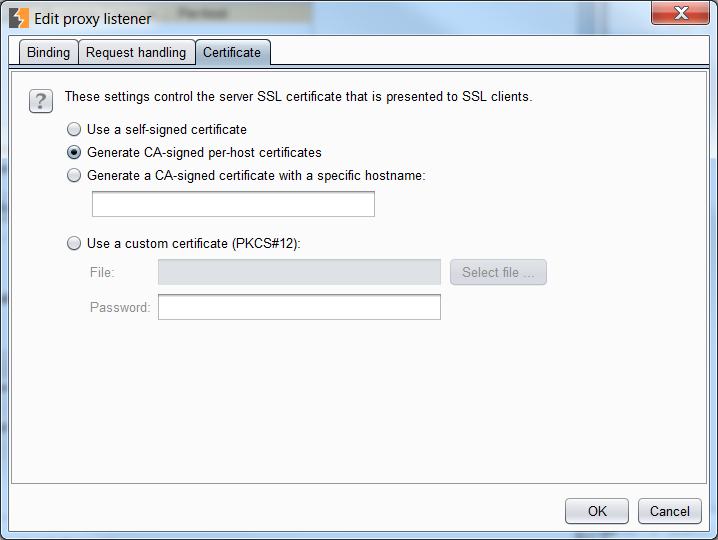 Edit proxy listener
Binding Request handling Certificate
? These settings control the server SSL certificate that is presented to SSL clients.
Use a self-signed certificate
Generate CA-signed per-host certificates
Generate a CA-signed certificate with a specific hostname:
Use a custom certificate (PKCS#12):
File: Select file ...
Password:
OK Cancel